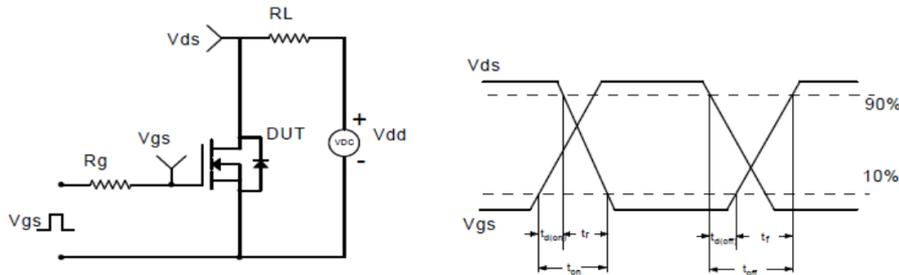 RL
Vds
DUT
Vgs
Rg
VDC
+
-
Vdd
Vgs
Vds
90%
10%
Vgs
td(on)
tr
td(off)
tf
ton
toff